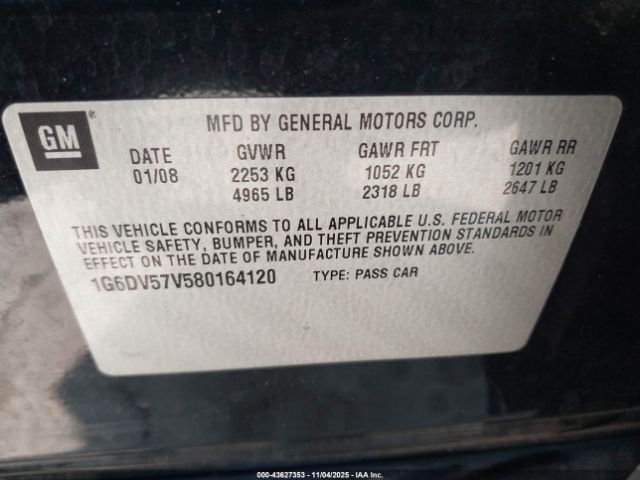 GM®
MFD BY GENERAL MOTORS CORP.
DATE GVWR GAWR FRT GAWR RR
01/08 2253 KG 1052 KG 1201 KG
4965 LB 2318 LB 2647 LB
THIS VEHICLE CONFORMS TO ALL APPLICABLE U.S. FEDERAL MOTOR
VEHICLE SAFETY, BUMPER, AND THEFT PREVENTION STANDARDS IN
EFFECT ON THE DATE OF MANUFACTURE SHOWN ABOVE.
1G6DV57V580164120 TYPE: PASS CAR
000-43627353 - 11/04/2025 - IAA Inc.